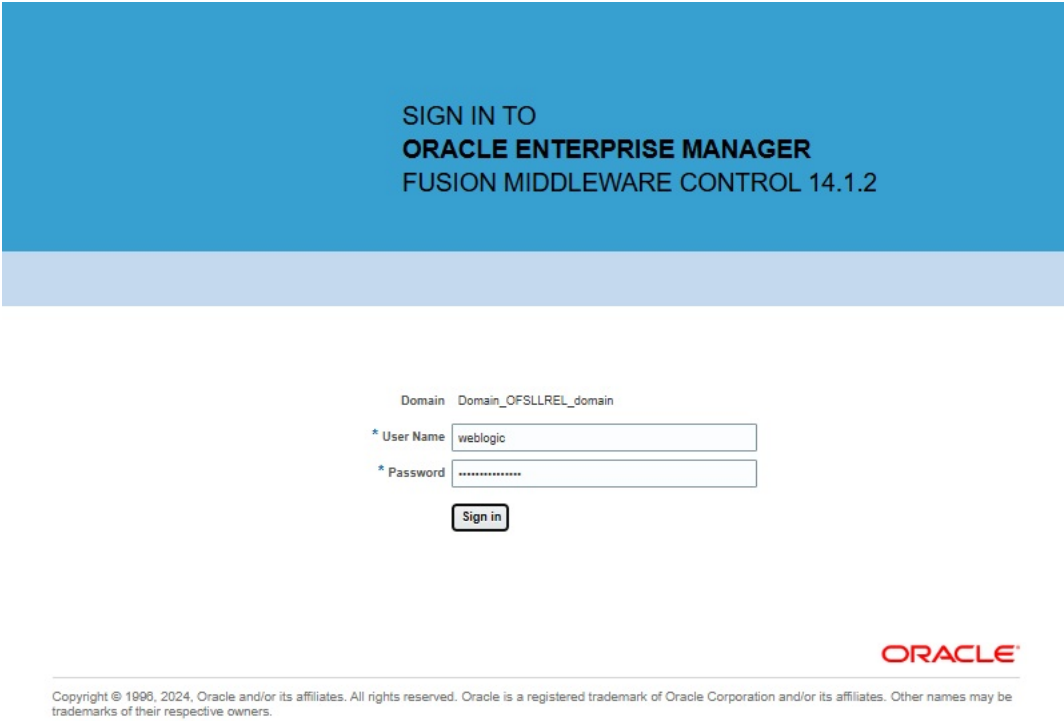 SIGN IN TO
ORACLE ENTERPRISE MANAGER
FUSION MIDDLEWARE CONTROL 14.1.2
Domain Domain_OFSLLREL_domain
* User Name weblogic
* Password ···············
Sign in
ORACLE
Copyright © 1996, 2024, Oracle and/or its affiliates. All rights reserved. Oracle is a registered trademark of Oracle Corporation and/or its affiliates. Other names may be
trademarks of their respective owners.